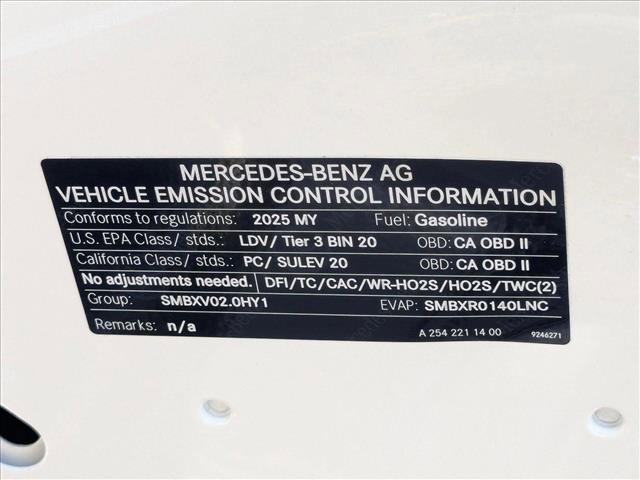 MERCEDES-BENZ AG
VEHICLE EMISSION CONTROL INFORMATION
Conforms to regulations: 2025 MY Fuel: Gasoline
U.S. EPA Class/ stds.: LDV/ Tier 3 BIN 20 OBD: CA OBD II
California Class/ stds.: PC/ SULEV 20 OBD: CA OBD II
No adjustments needed. DFI/TC/CAC/WR-HO2S/HO2S/TWC(2)
Group: SMBXV02.0HY1 EVAP: SMBXR0140LNC
Remarks: n/a A 254 221 14 00 9246271